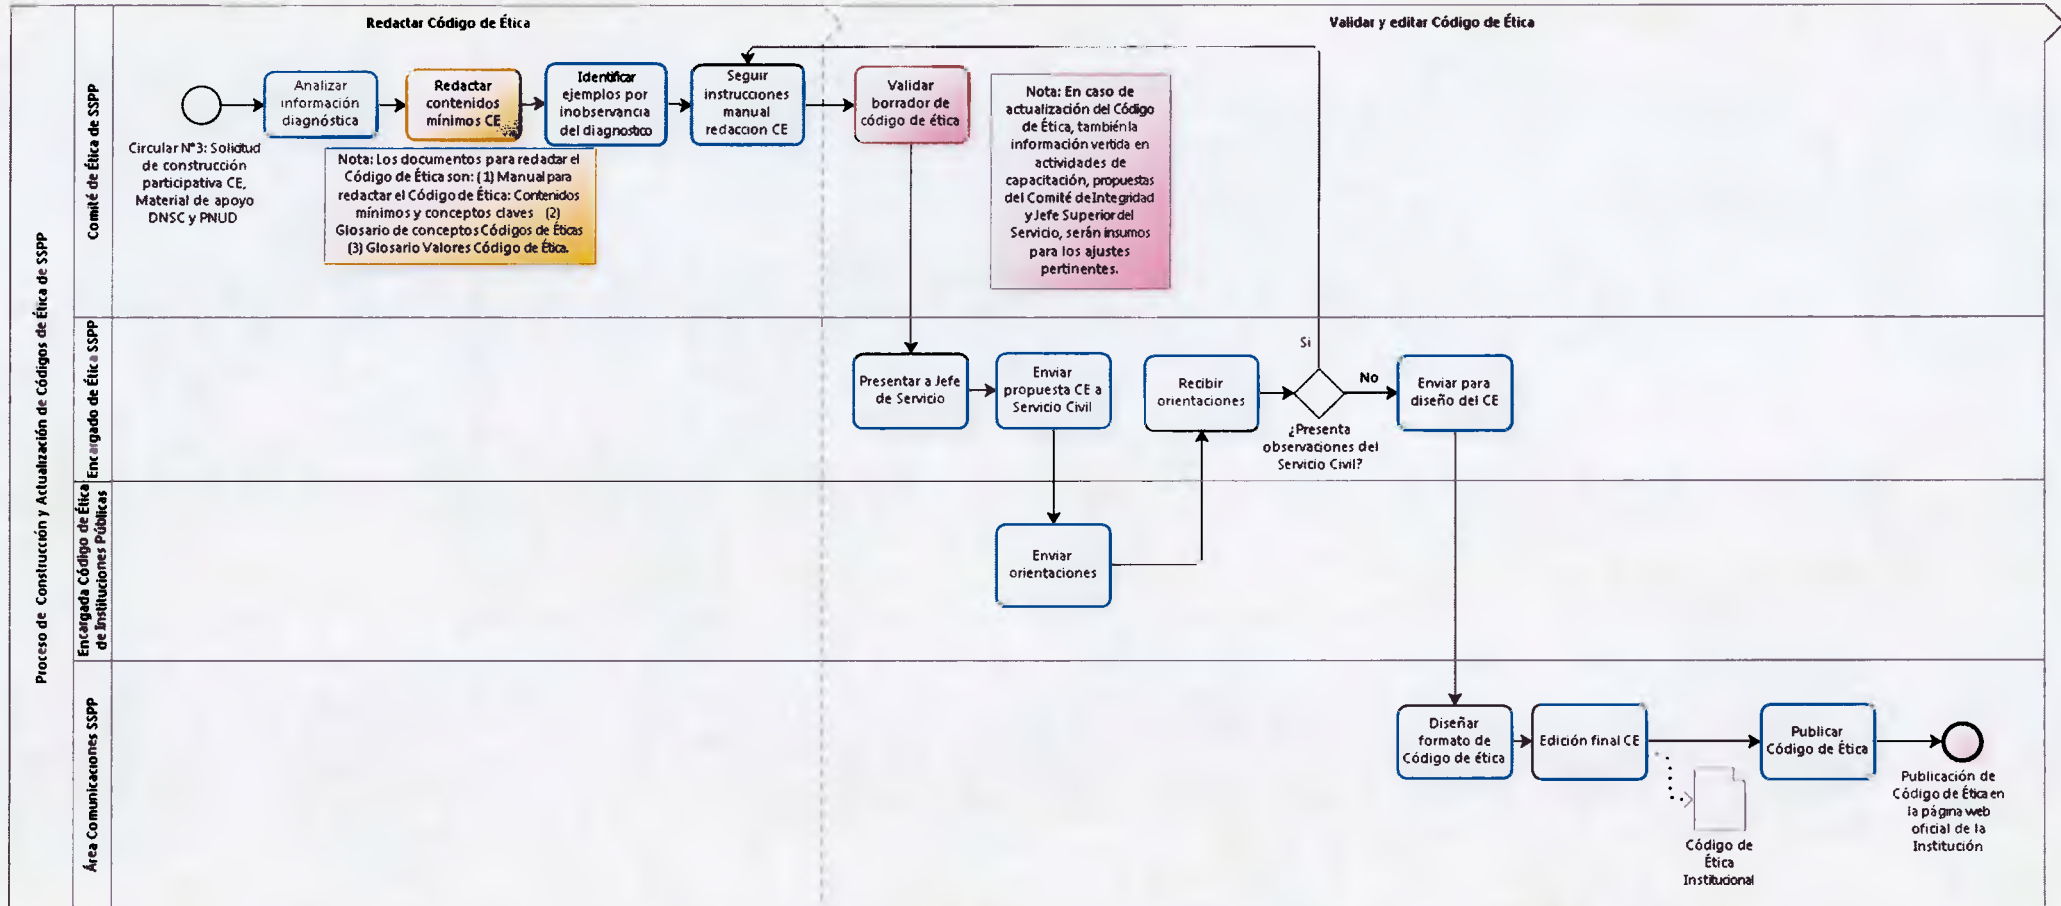 Redactar Código de Ética
Validar y editar Código de Ética
Proceso de Construcción y Actualización de Códigos de Ética de SSPP
Comité de Ética de SSPP
Circular N°3: Solicitud
de construcción
participativa CE,
Material de apoyo
DNSC y PNUD
Analizar
información
diagnóstica
Redactar
contenidos
mínimos CE
Identificar
ejemplos por
inobservancia
del diagnostico
Seguir
instrucciones
manual
redaccion CE
Nota: Los documentos para redactar el
Código de Ética son: (1) Manual para
redactar el Código de Ética: Contenidos
mínimos y conceptos claves (2)
Glosario de conceptos Códigos de Éticas
(3) Glosario Valores Código de Ética.
Validar
borrador de
código de ética
Nota: En caso de
actualización del Código
de Ética, también la
información vertida en
actividades de
capacitación, propuestas
del Comité de Integridad
y Jefe Superior del
Servicio, serán insumos
para los ajustes
pertinentes.
Encargado de Ética SSPP
Presentar a Jefe
de Servicio
Enviar
propuesta CE a
Servicio Civil
Recibir
orientaciones
Si
No
¿Presenta
observaciones del
Servicio Civil?
Enviar para
diseño del CE
Encargada Código de Ética
de Instituciones Públicas
Enviar
orientaciones
Área Comunicaciones SSPP
Diseñar
formato de
Código de ética
Edición final CE
Código de
Ética
Institucional
Publicar
Código de Ética
Publicación de
Código de Ética en
la página web
oficial de la
Institución